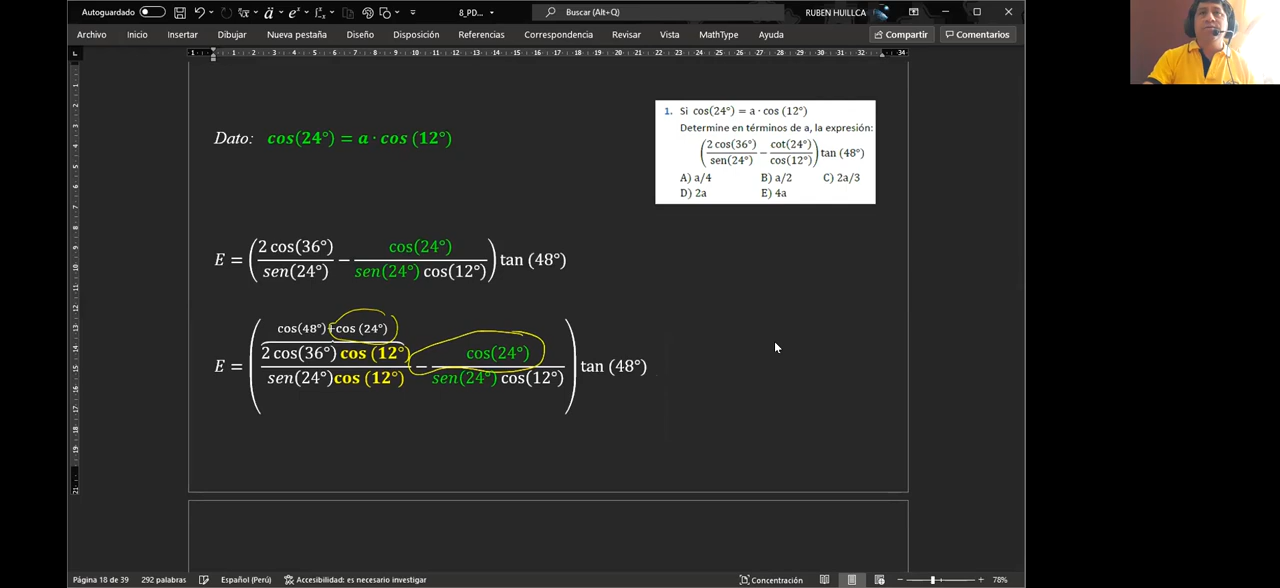 Autoguardado 8_PD... Buscar (Alt+Q) RUBEN HUILLCA
Archivo Inicio Insertar Dibujar Nueva pestaña Diseño Disposición Referencias Correspondencia Revisar Vista MathType Ayuda Compartir Comentarios
1. Si cos(24°) = a · cos (12°)
Determine en términos de a, la expresión:
(2 cos(36°)/sen(24°) − cot(24°)/cos(12°)) tan (48°)
A) a/4 B) a/2 C) 2a/3
D) 2a E) 4a
Dato: cos(24°) = a · cos (12°)
E = (2 cos(36°)/sen(24°) − cos(24°)/sen(24°) cos(12°)) tan (48°)
cos(48°)+cos (24°)
E = (2 cos(36°) cos (12°)/sen(24°)cos (12°) − cos(24°)/sen(24°) cos(12°)) tan (48°)
Página 18 de 39 292 palabras Español (Perú) Accesibilidad: es necesario investigar Concentración 78%